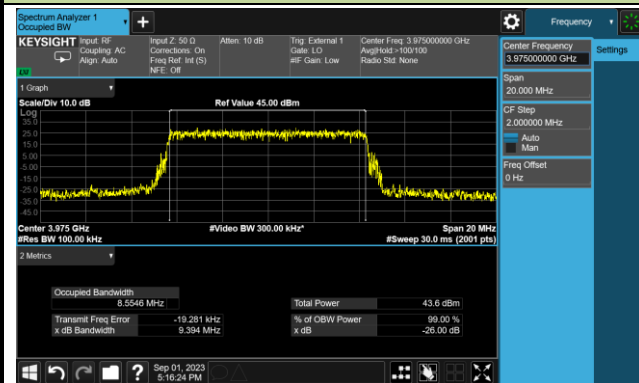 Spectrum Analyzer 1
Occupied BW
Frequency
KEYSIGHT
Input: RF
Coupling: AC
Align: Auto
Input Z: 50 Ω
Corrections: On
Freq Ref: Int (S)
NFE: Off
Atten: 10 dB
Trig: External 1
Gate: LO
#IF Gain: Low
Center Freq: 3.975000000 GHz
Avg|Hold:>100/100
Radio Std: None
Center Frequency
3.975000000 GHz
Settings
Span
20.000 MHz
CF Step
2.000000 MHz
Auto
Man
Freq Offset
0 Hz
1 Graph
Scale/Div 10.0 dB
Ref Value 45.00 dBm
Log
35.0
25.0
15.0
5.00
-5.00
-15.0
-25.0
-35.0
-45.0
Center 3.975 GHz
#Video BW 300.00 kHz*
Span 20 MHz
#Res BW 100.00 kHz
#Sweep 30.0 ms (2001 pts)
2 Metrics
Occupied Bandwidth
8.5546 MHz
Total Power
43.6 dBm
Transmit Freq Error
-19.281 kHz
% of OBW Power
99.00 %
x dB Bandwidth
9.394 MHz
x dB
-26.00 dB
Sep 01, 2023
5:16:24 PM